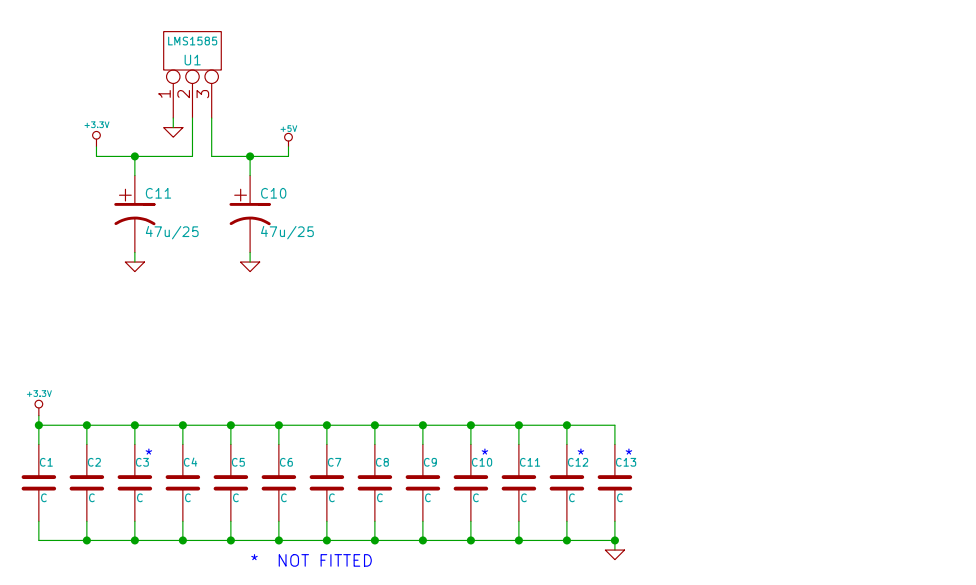 LMS1585
U1
1 2 3
+3.3V +5V
+ C11 + C10
47u/25 47u/25
+3.3V
* * * *
C1 C2 C3 C4 C5 C6 C7 C8 C9 C10 C11 C12 C13
C C C C C C C C C C C C C
* NOT FITTED